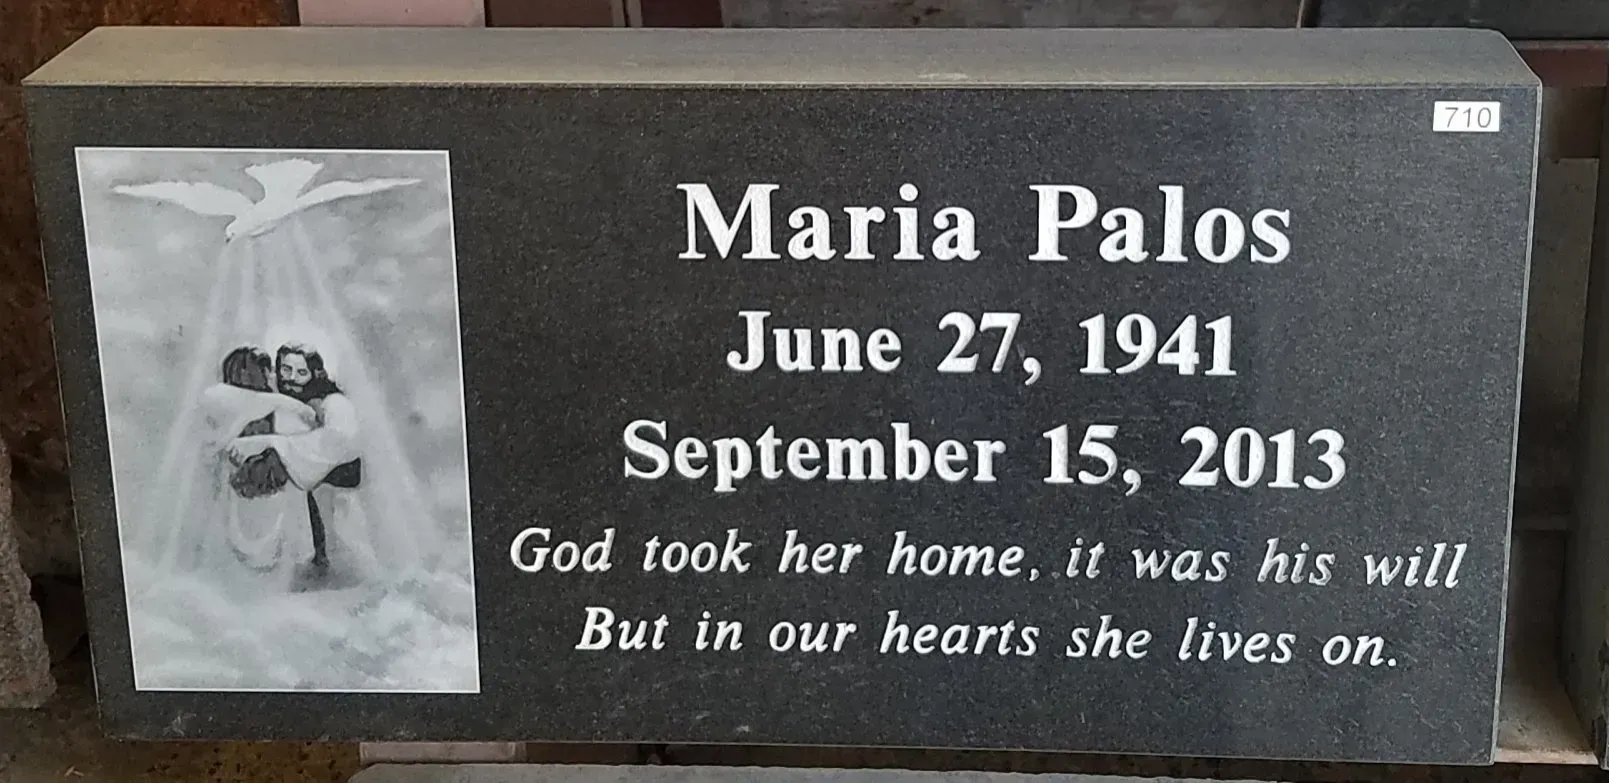 710
Maria Palos
June 27, 1941
September 15, 2013
God took her home, it was his will
But in our hearts she lives on.